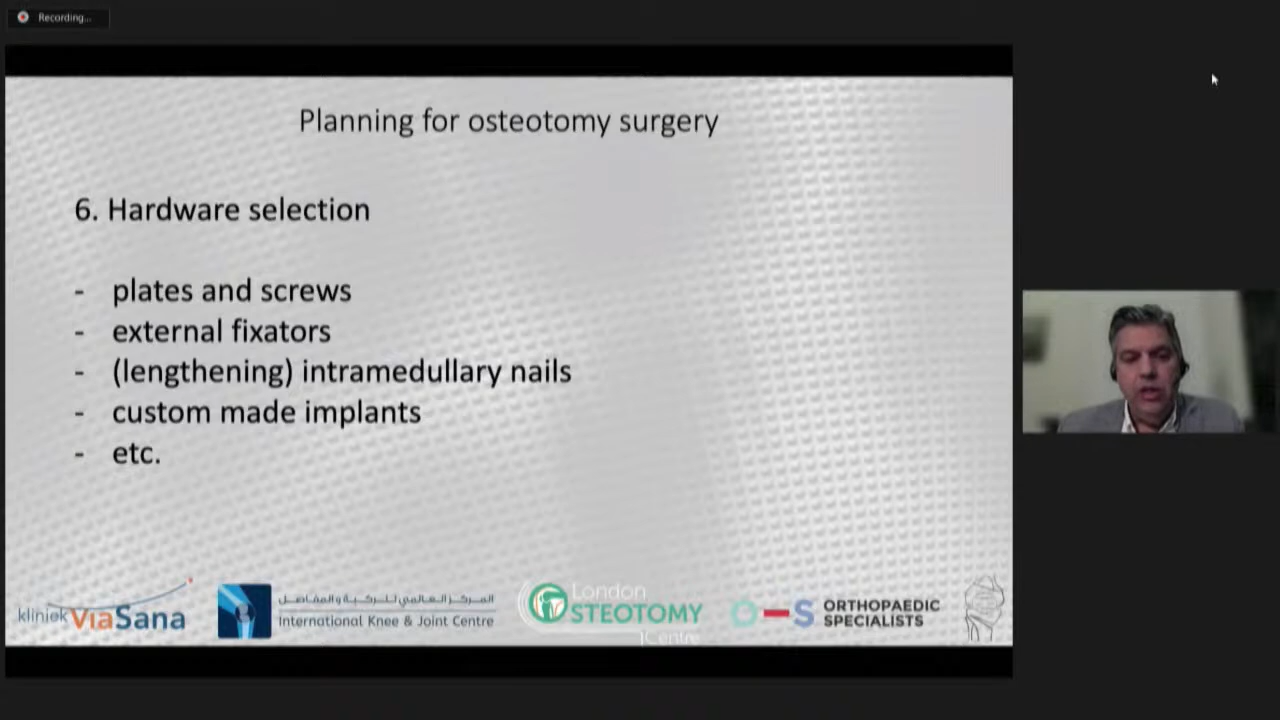 Recording...
Planning for osteotomy surgery
6. Hardware selection
- plates and screws
- external fixators
- (lengthening) intramedullary nails
- custom made implants
- etc.
kliniek ViaSana
المركز العالمي للركبة والمفاصل
International Knee & Joint Centre
London
OSTEOTOMY
Centre
O-S ORTHOPAEDIC
SPECIALISTS